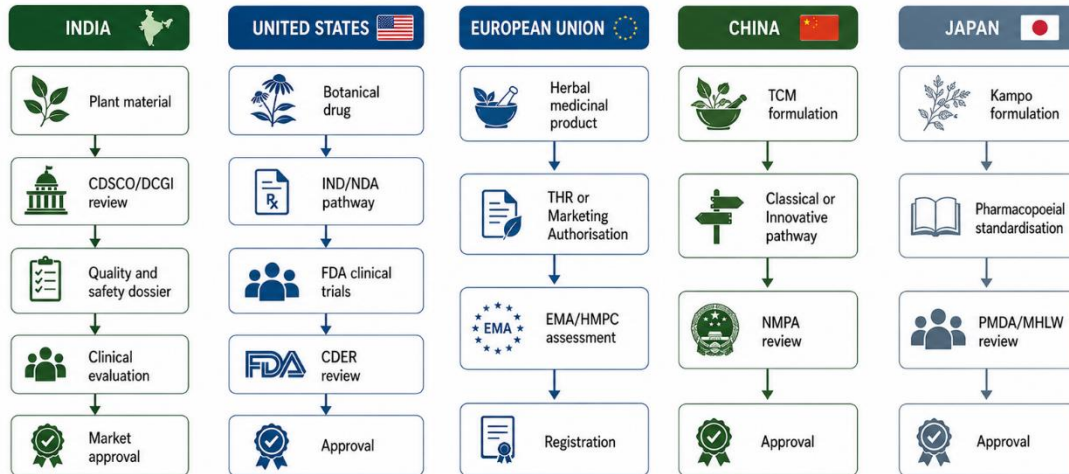 INDIA
Plant material
CDSCO/DCGI
review
Quality and
safety dossier
Clinical
evaluation
Market
approval
UNITED STATES
Botanical
drug
Rx
IND/NDA
pathway
FDA clinical
trials
FDA
CDER
review
Approval
EUROPEAN UNION
Herbal
medicinal
product
THR or
Marketing
Authorisation
EMA
EMA/HMPC
assessment
Registration
CHINA
TCM
formulation
Classical or
Innovative
pathway
NMPA
review
Approval
JAPAN
Kampo
formulation
Pharmacopoeial
standardisation
PMDA/MHLW
review
Approval